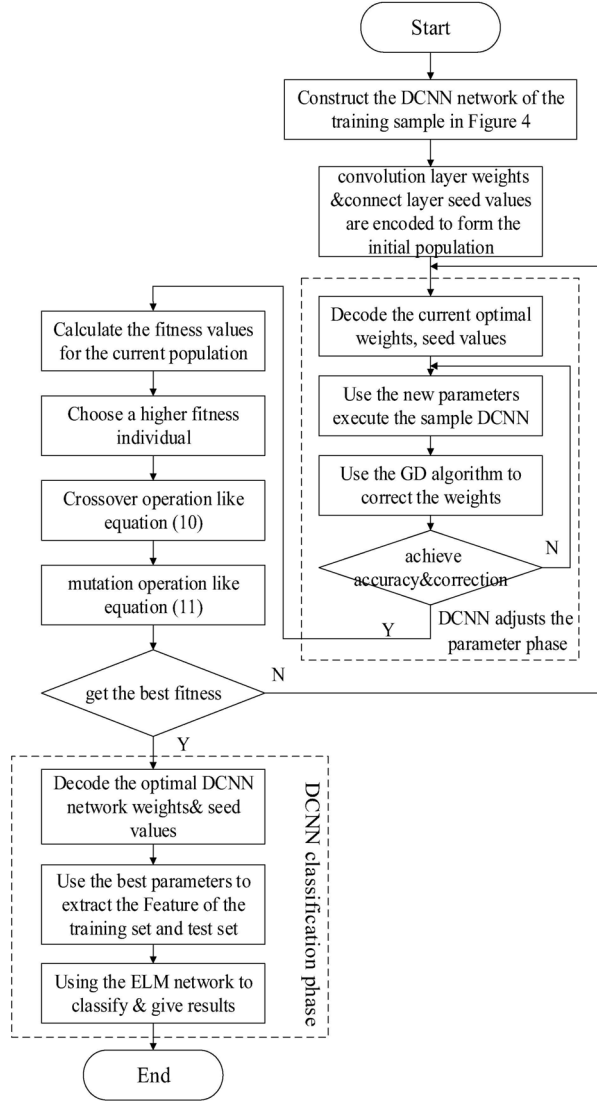 Start
Construct the DCNN network of the
training sample in Figure 4
convolution layer weights
&connect layer seed values
are encoded to form the
initial population
Decode the current optimal
weights, seed values
Use the new parameters
execute the sample DCNN
Use the GD algorithm to
correct the weights
achieve
accuracy&correction
N
Y
DCNN adjusts the
parameter phase
Calculate the fitness values
for the current population
Choose a higher fitness
individual
Crossover operation like
equation (10)
mutation operation like
equation (11)
get the best fitness
N
Y
Decode the optimal DCNN
network weights& seed
values
Use the best parameters to
extract the Feature of the
training set and test set
Using the ELM network to
classify & give results
DCNN classification phase
End